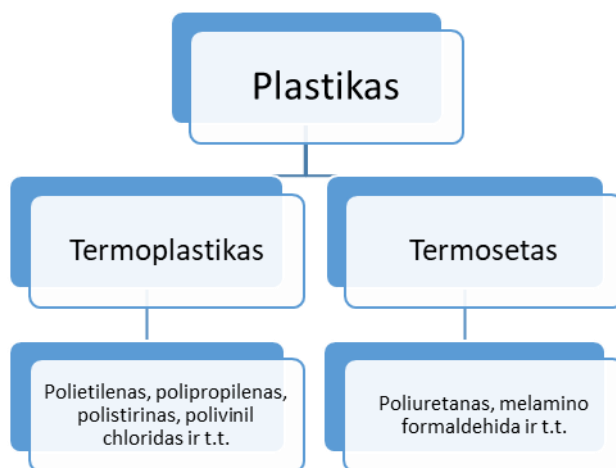 Plastikas
Termoplastikas
Termosetas
Polietilenas, polipropilenas,
polistirinas, polivinil
chloridas ir t.t.
Poliuretanas, melamino
formaldehida ir t.t.